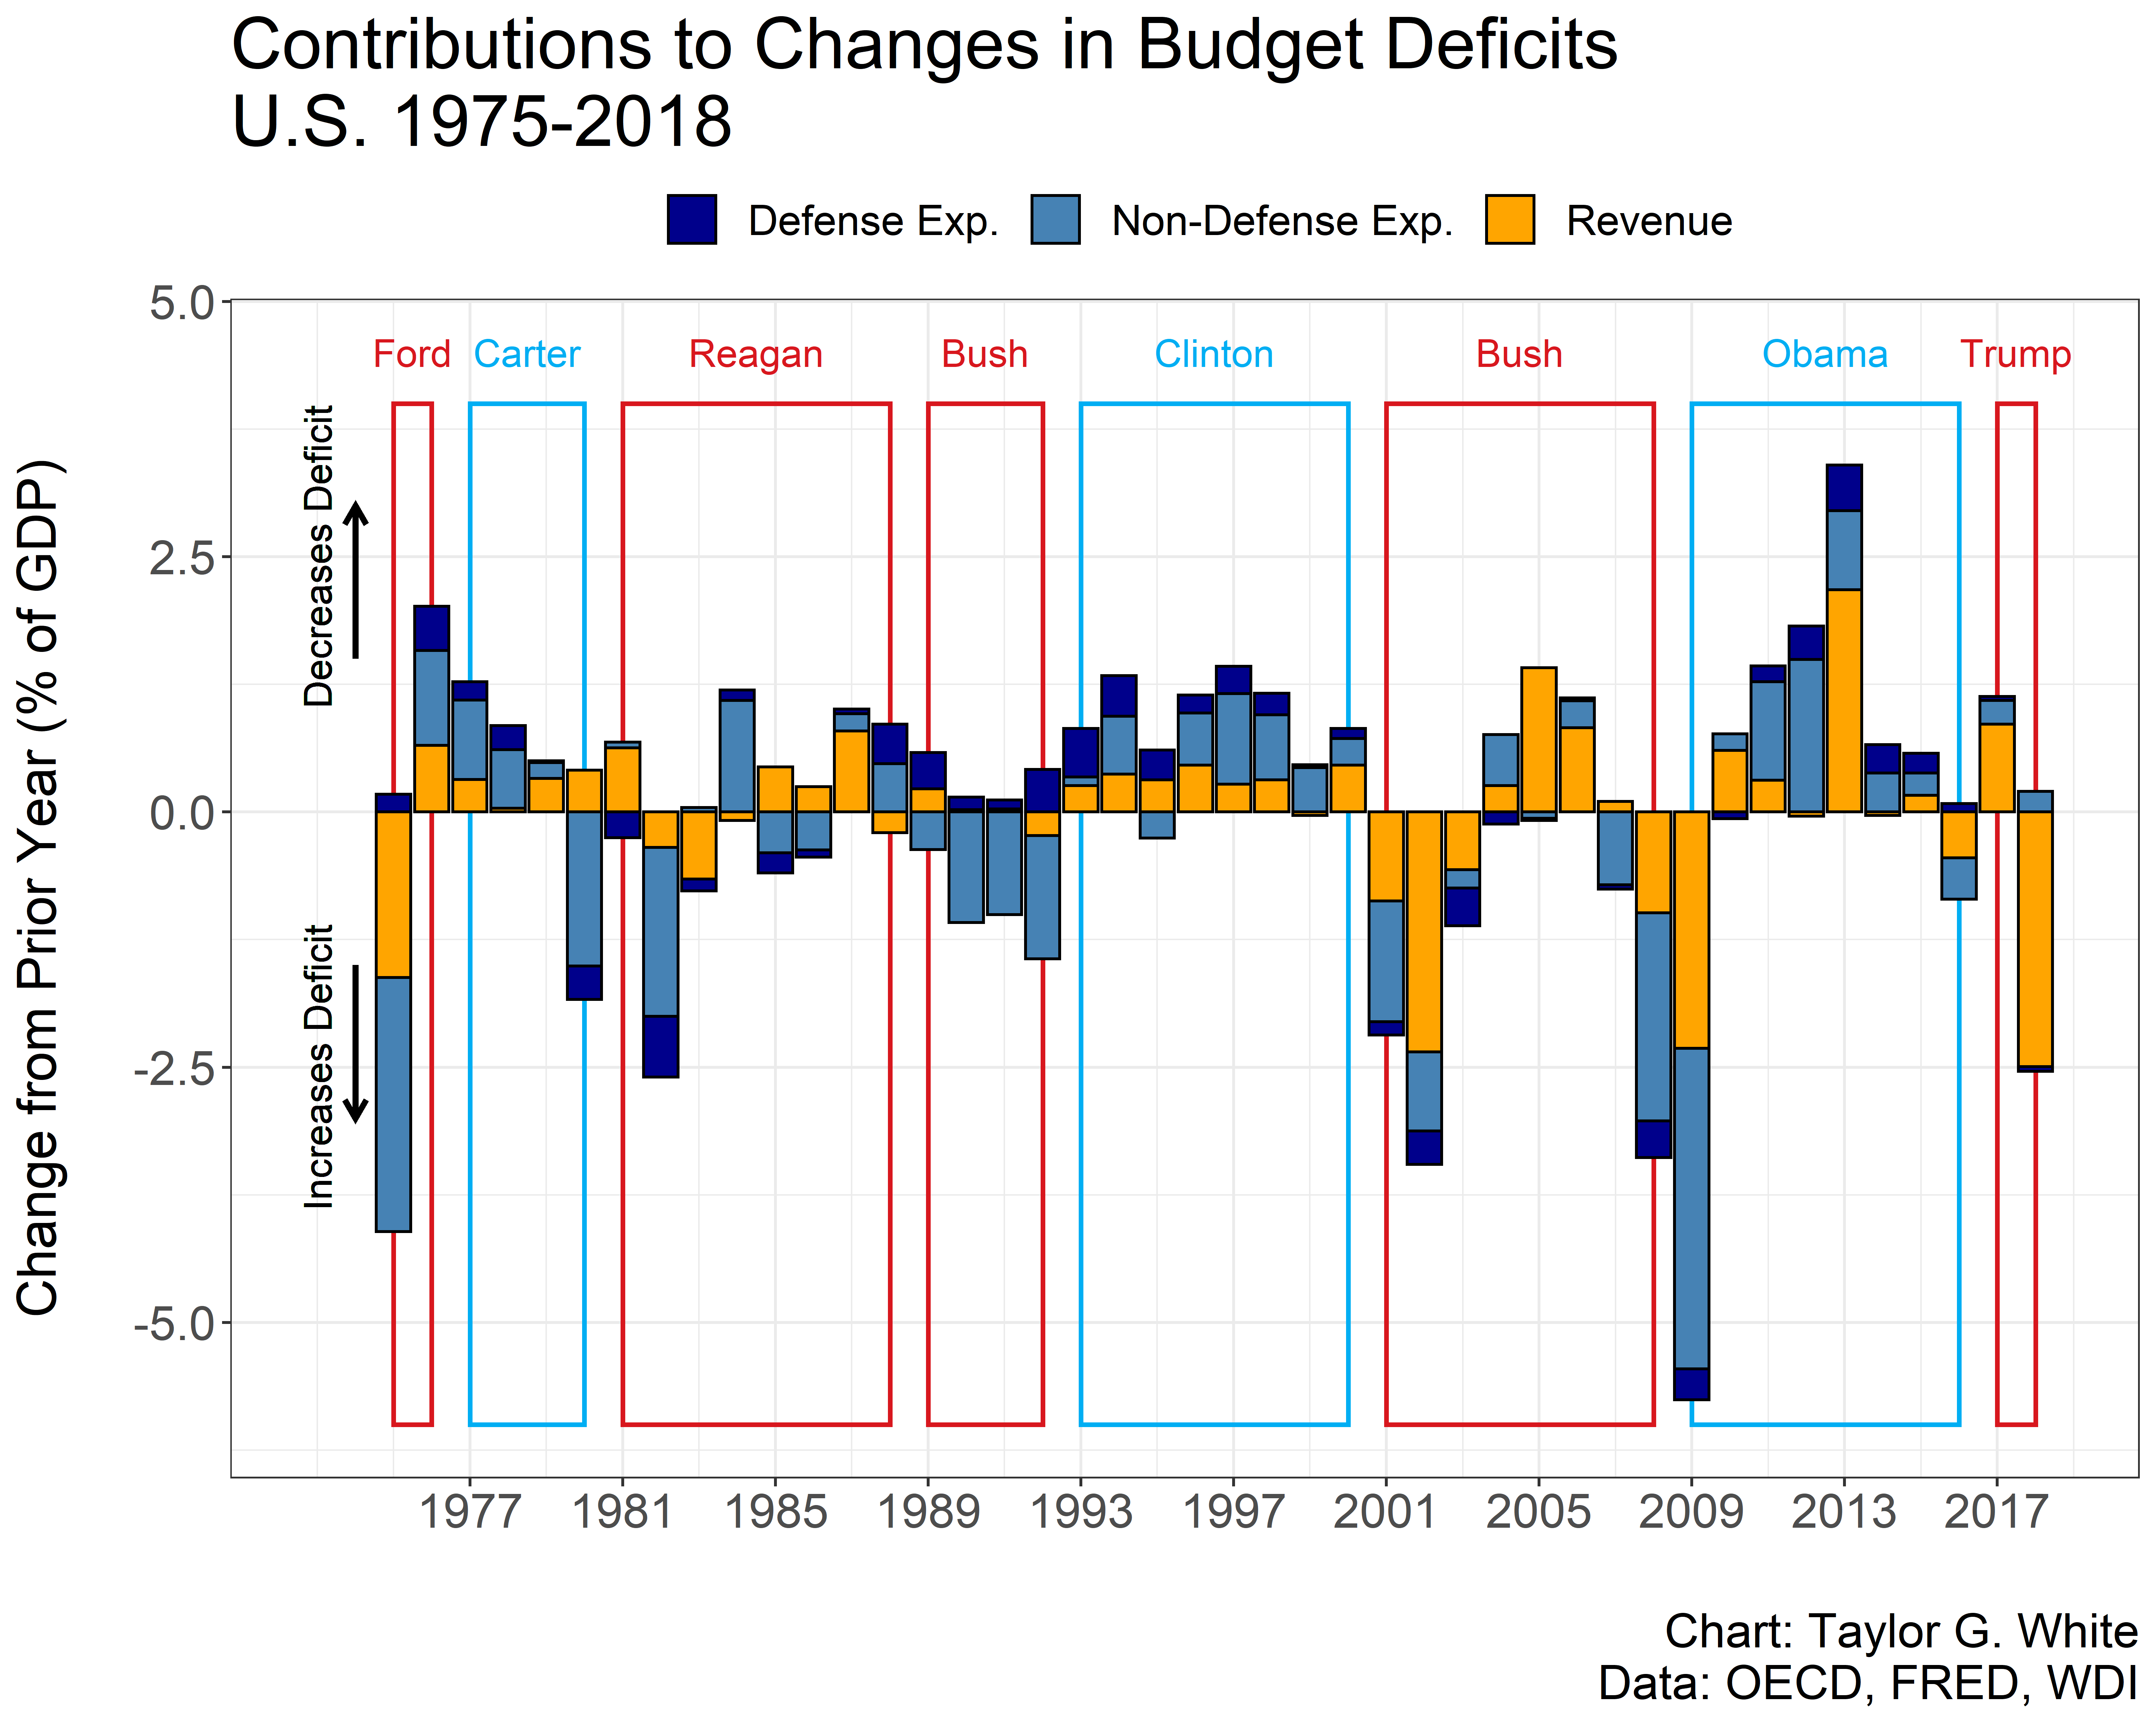 Contributions to Changes in Budget Deficits
U.S. 1975-2018
Defense Exp. Non-Defense Exp. Revenue
Change from Prior Year (% of GDP)
5.0
2.5
0.0
-2.5
-5.0
Decreases Deficit
Increases Deficit
Ford Carter Reagan Bush Clinton Bush Obama Trump
1977 1981 1985 1989 1993 1997 2001 2005 2009 2013 2017
Chart: Taylor G. White
Data: OECD, FRED, WDI